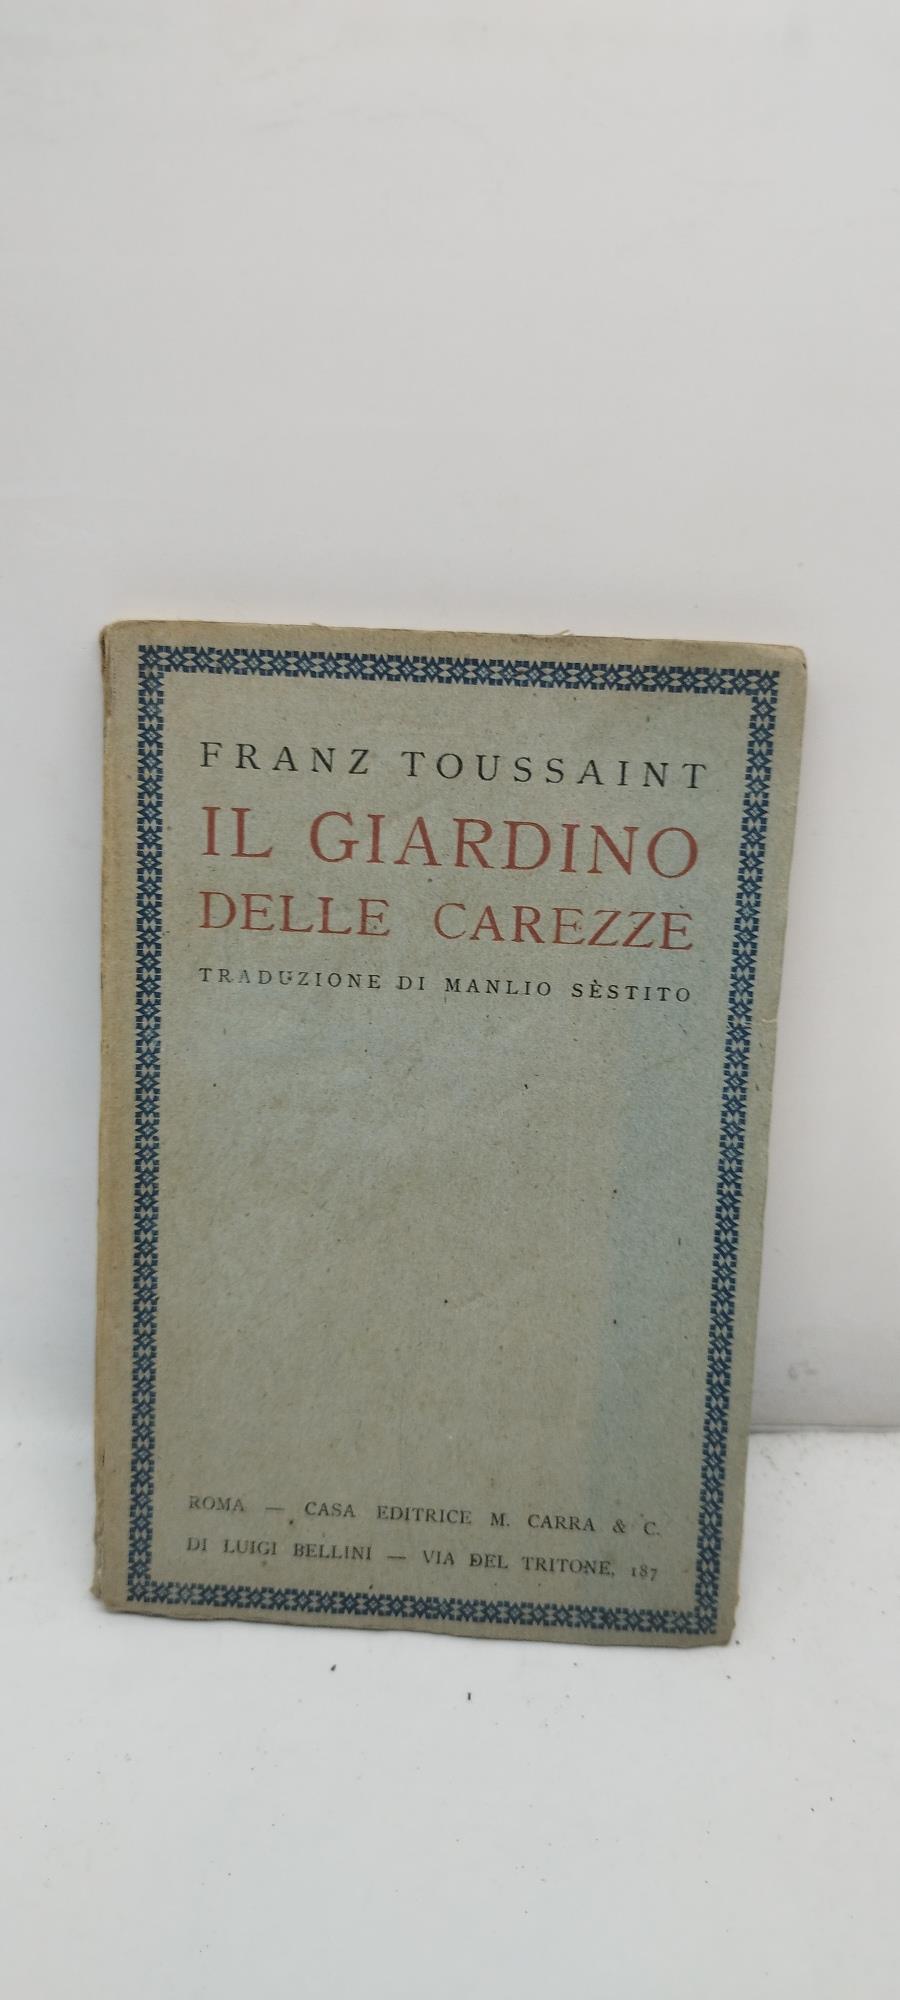 FRANZ TOUSSAINT
IL GIARDINO
DELLE CAREZZE
TRADUZIONE DI MANLIO SÈSTITO
ROMA — CASA EDITRICE M. CARRA & C.
DI LUIGI BELLINI — VIA DEL TRITONE, 187